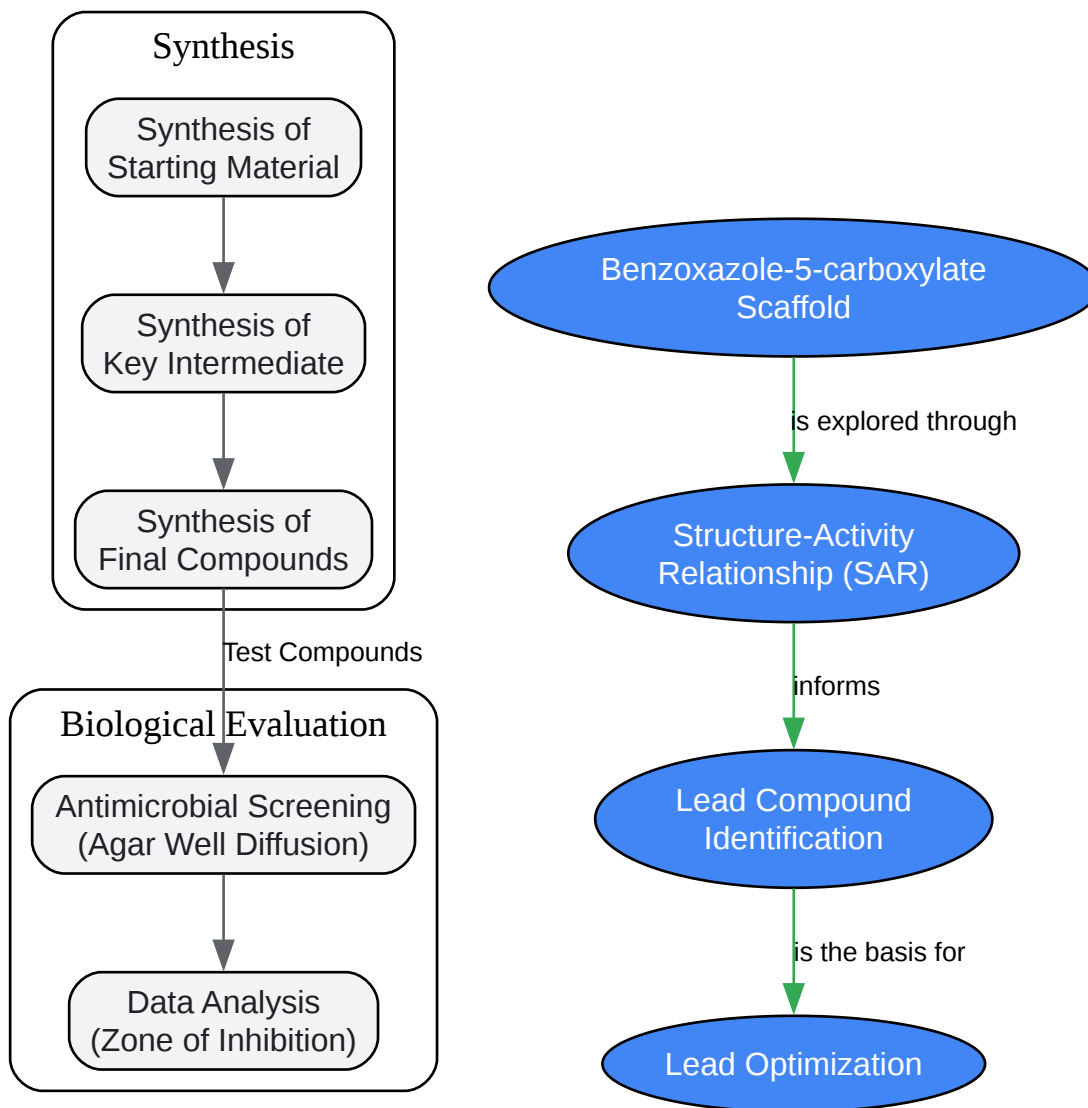 Synthesis
Synthesis of
Starting Material
Synthesis of
Key Intermediate
Synthesis of
Final Compounds
Test Compounds
Biological Evaluation
Antimicrobial Screening
(Agar Well Diffusion)
Data Analysis
(Zone of Inhibition)
Benzoxazole-5-carboxylate
Scaffold
is explored through
Structure-Activity
Relationship (SAR)
informs
Lead Compound
Identification
is the basis for
Lead Optimization